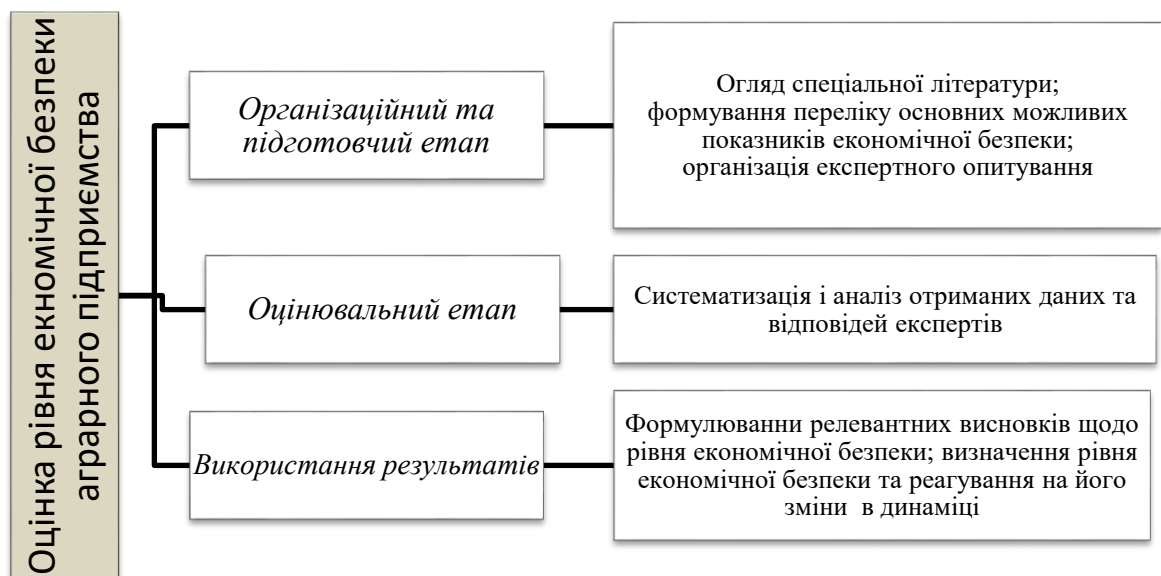 Оцінка рівня екномічної безпеки
аграрного підприємства
Організаційний та
підготовчий етап
Огляд спеціальної літератури;
формування переліку основних можливих
показників економічної безпеки;
організація експертного опитування
Оцінювальний етап
Систематизація і аналіз отриманих даних та
відповідей експертів
Використання результатів
Формулюванни релевантних висновків щодо
рівня економічної безпеки; визначення рівня
економічної безпеки та реагування на його
зміни в динаміці